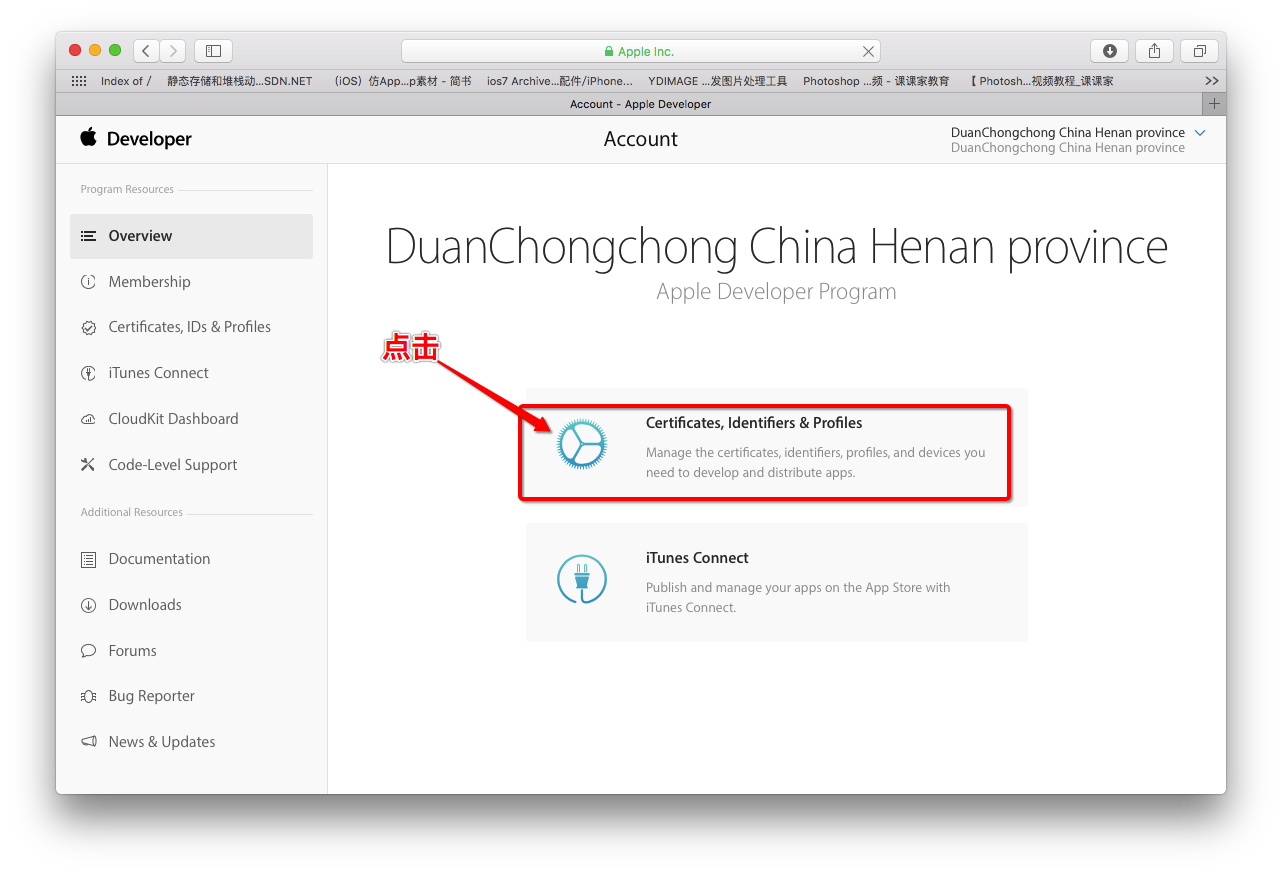 Apple Inc.
Index of /
静态存储和堆栈动...SDN.NET
（iOS）仿App...p素材 - 简书
ios7 Archive...配件/iPhone...
YDIMAGE ...发图片处理工具
Photoshop ...频 - 课课家教育
【 Photosh...视频教程_课课家
Account - Apple Developer
Developer
Account
DuanChongchong China Henan province
DuanChongchong China Henan province
Program Resources
Overview
Membership
Certificates, IDs & Profiles
iTunes Connect
CloudKit Dashboard
Code-Level Support
Additional Resources
Documentation
Downloads
Forums
Bug Reporter
News & Updates
DuanChongchong China Henan province
Apple Developer Program
点击
Certificates, Identifiers & Profiles
Manage the certificates, identifiers, profiles, and devices you
need to develop and distribute apps.
iTunes Connect
Publish and manage your apps on the App Store with
iTunes Connect.